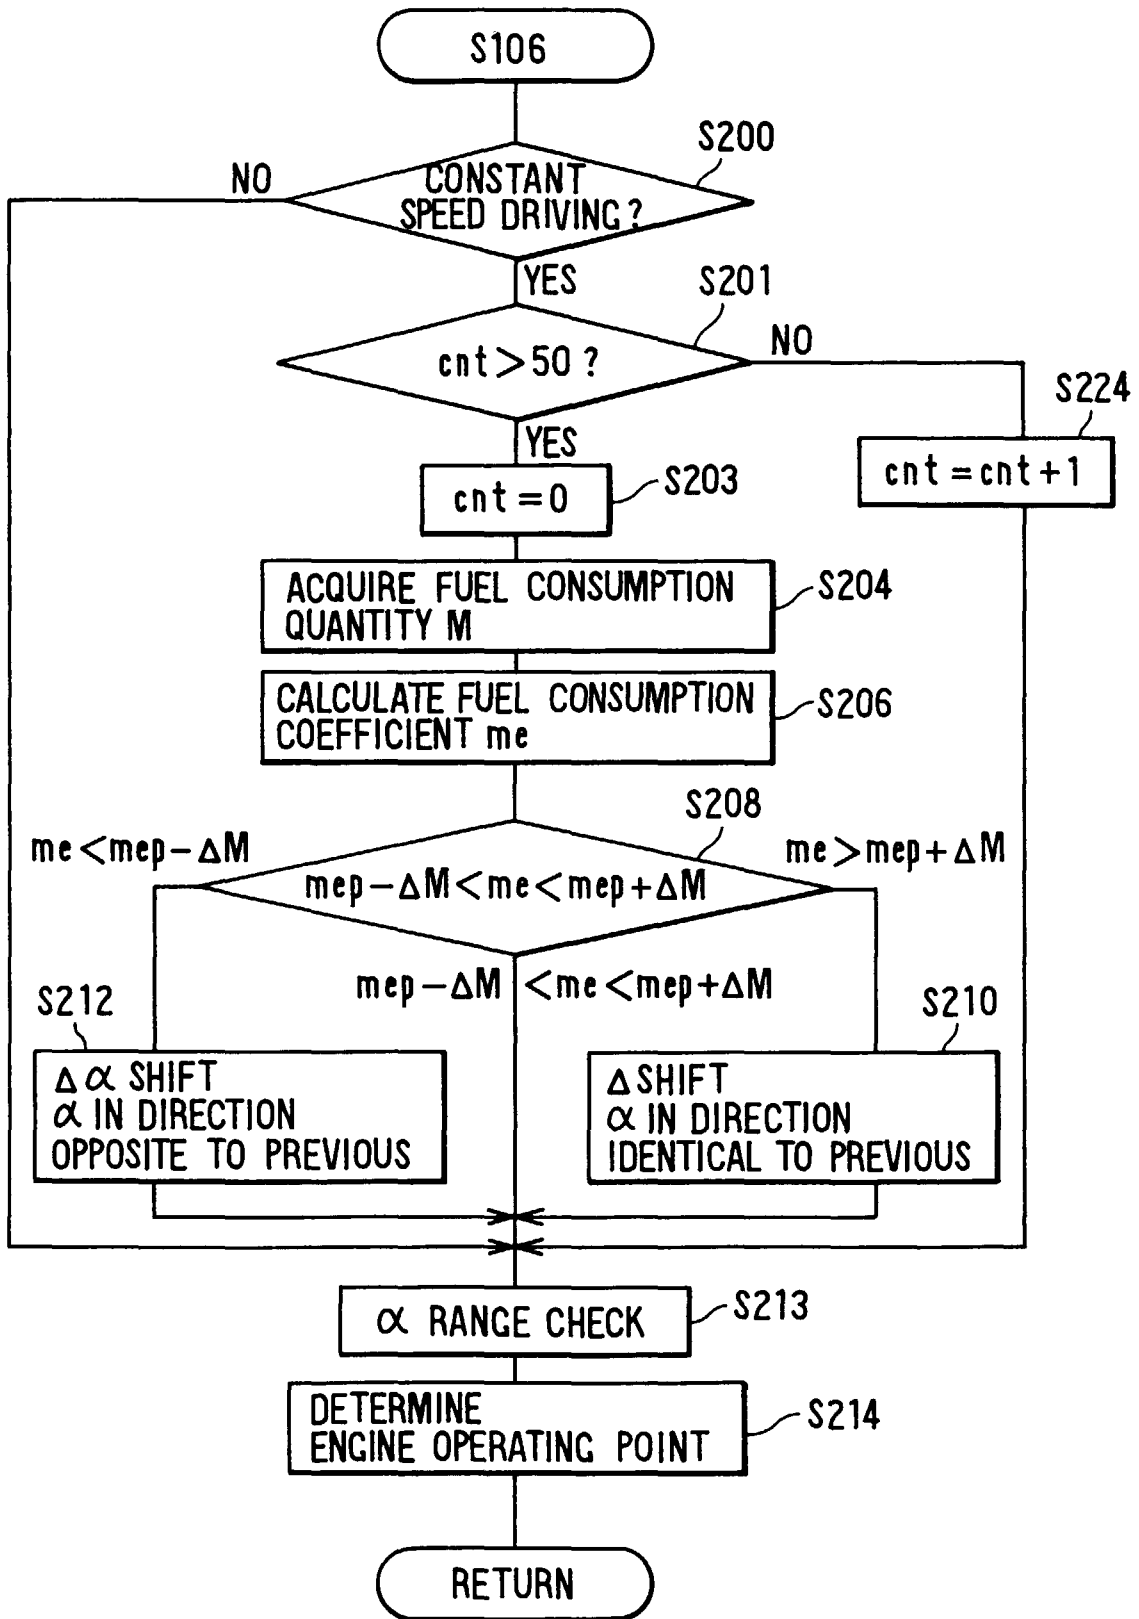 S106
S200
NO
CONSTANT
SPEED DRIVING?
YES
S201
cnt>50?
NO
S224
YES
cnt=cnt+1
cnt=0
S203
ACQUIRE FUEL CONSUMPTION
QUANTITY M
S204
CALCULATE FUEL CONSUMPTION
COEFFICIENT me
S206
S208
me<mep-ΔM
me>mep+ΔM
mep-ΔM<me<mep+ΔM
mep-ΔM <me<mep+ΔM
S212
S210
Δα SHIFT
α IN DIRECTION
OPPOSITE TO PREVIOUS
Δ SHIFT
α IN DIRECTION
IDENTICAL TO PREVIOUS
α RANGE CHECK
S213
DETERMINE
ENGINE OPERATING POINT
S214
RETURN